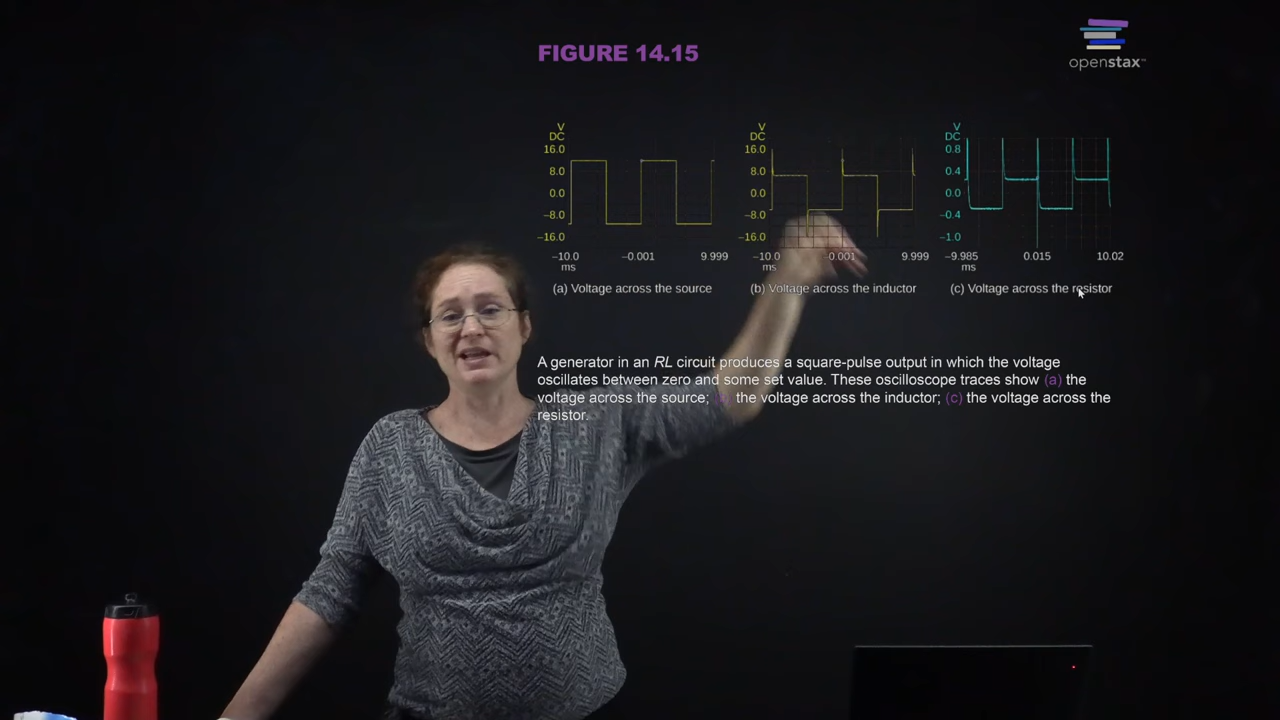 FIGURE 14.15
openstax
V V V
DC DC DC
16.0 16.0 0.8
8.0 8.0 0.4
0.0 0.0 0.0
−8.0 −8.0 −0.4
−16.0 −16.0 −1.0
−10.0 −0.001 9.999 −10.0 −0.001 9.999 −9.985 0.015 10.02
ms ms ms
(a) Voltage across the source (b) Voltage across the inductor (c) Voltage across the resistor
A generator in an RL circuit produces a square-pulse output in which the voltage
oscillates between zero and some set value. These oscilloscope traces show (a) the
voltage across the source; the voltage across the inductor; (c) the voltage across the
resistor.